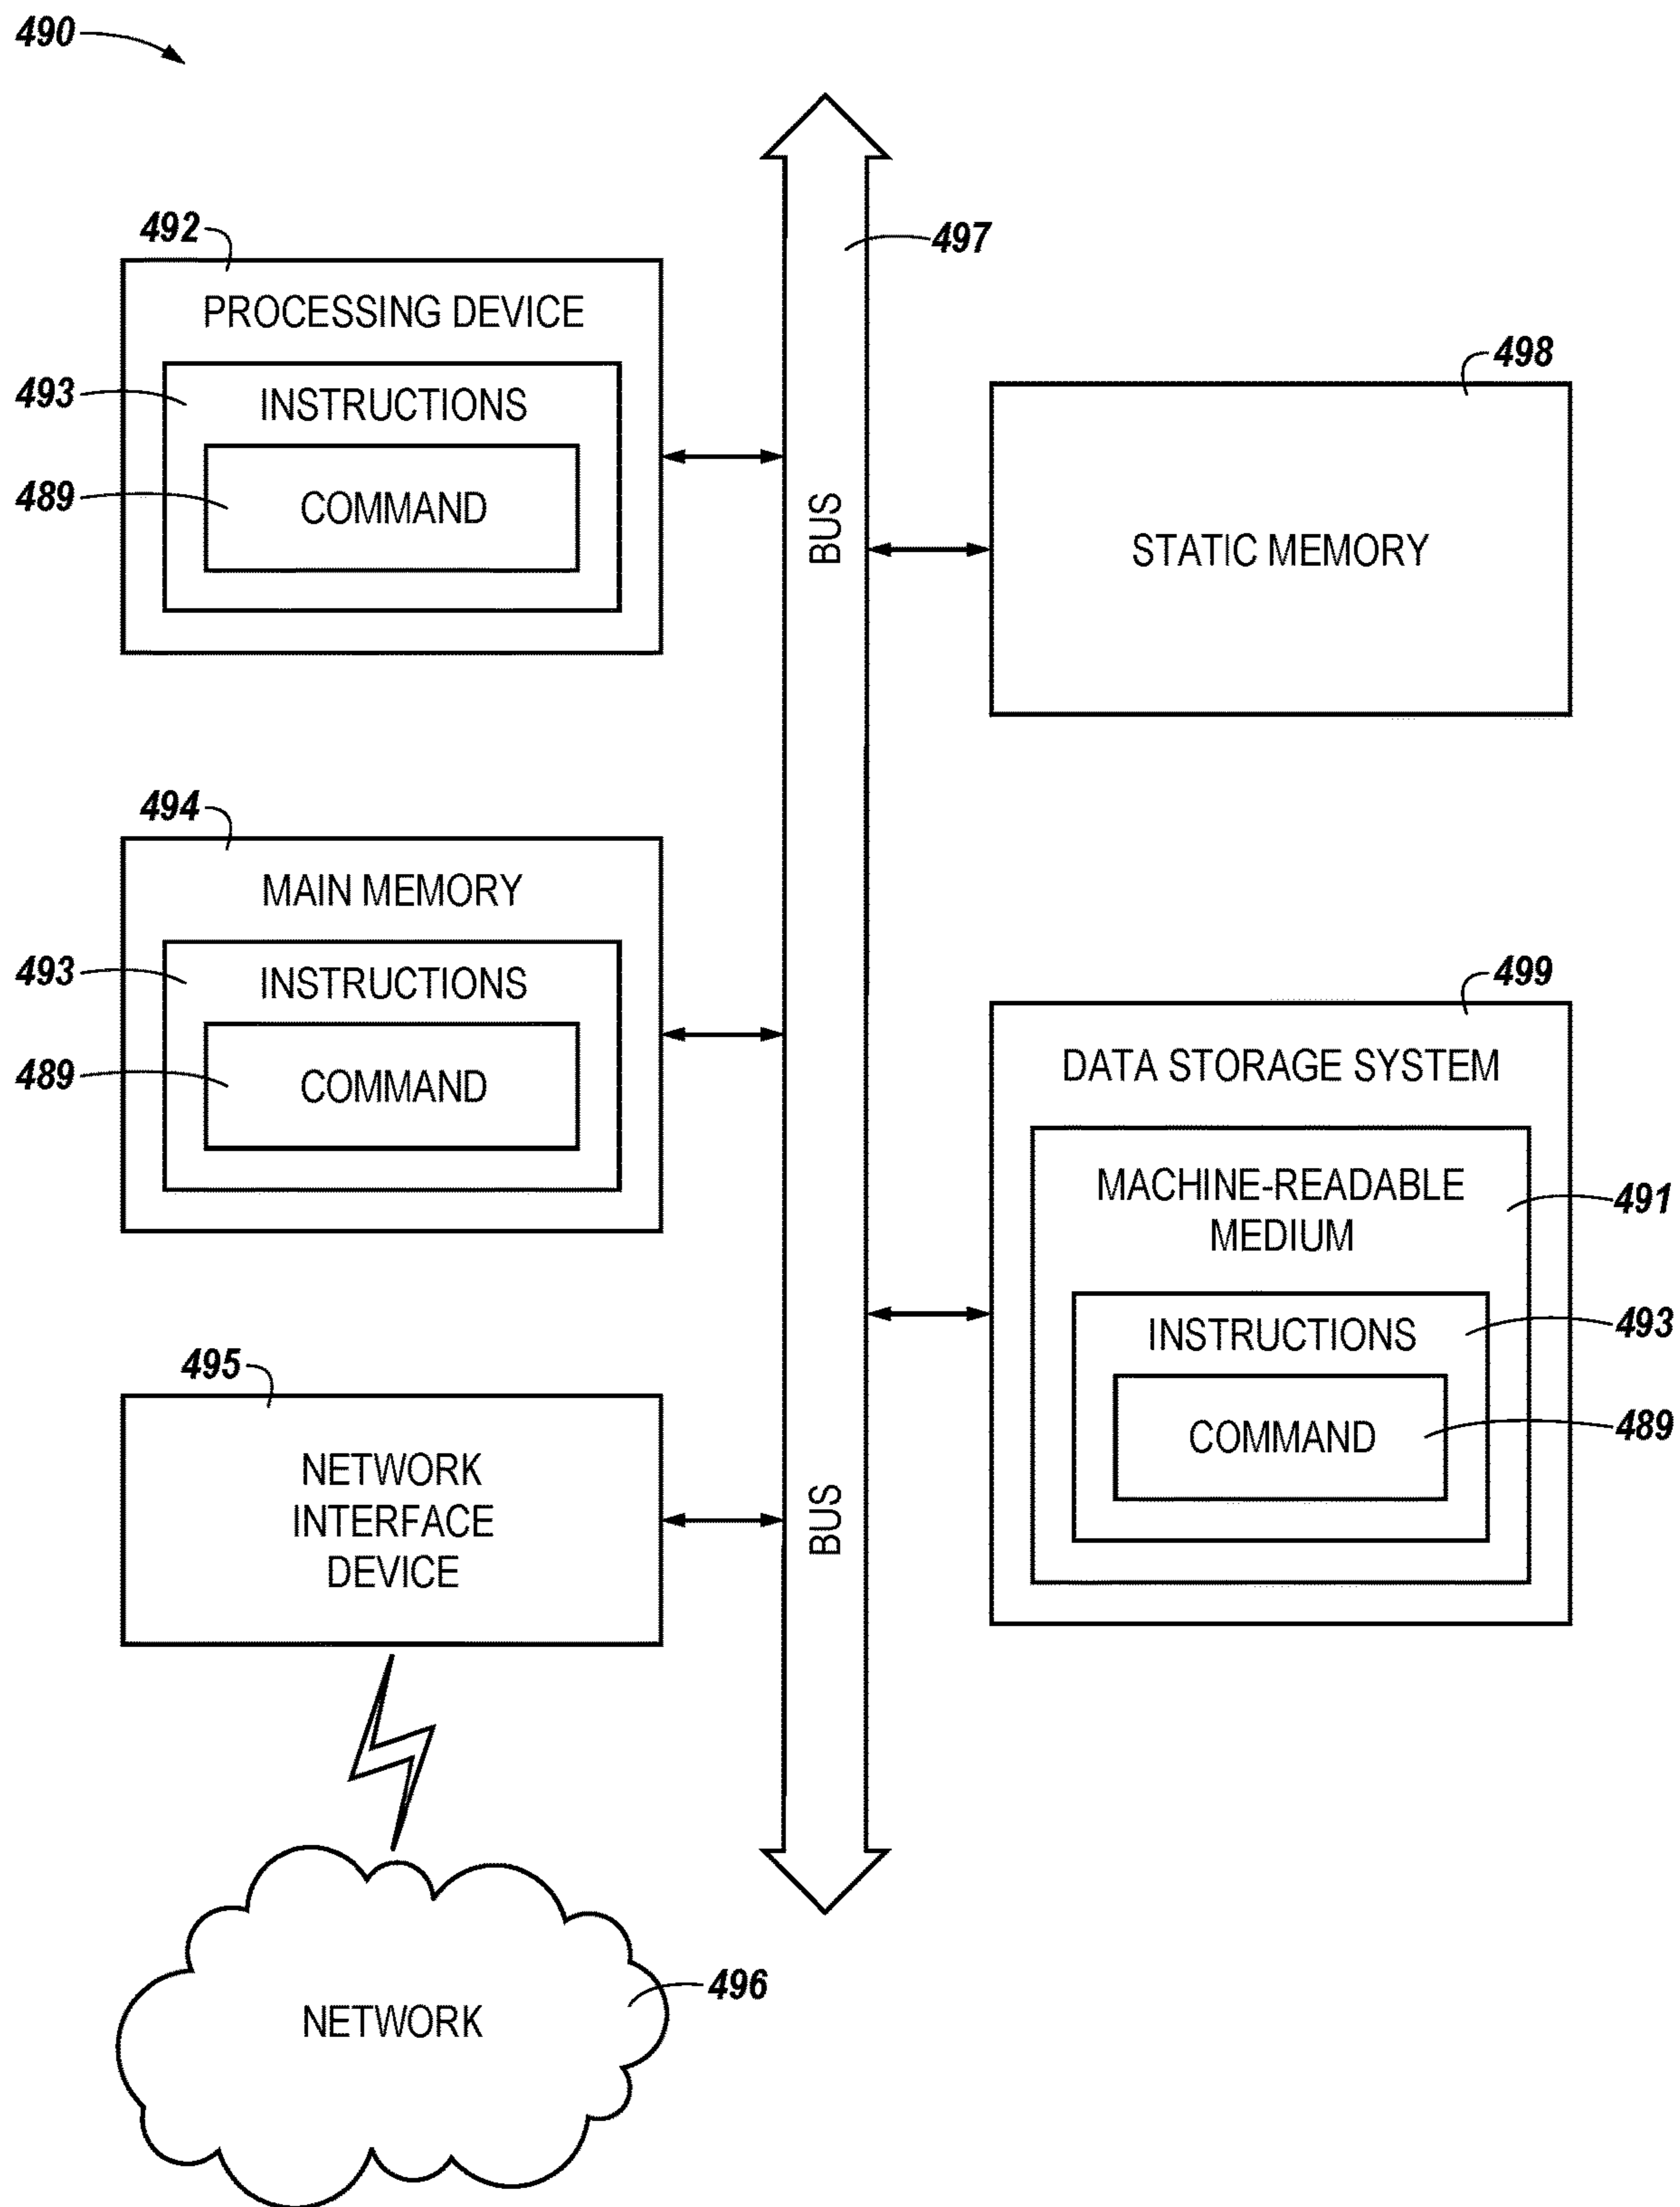 490
492
PROCESSING DEVICE
493
INSTRUCTIONS
489
COMMAND
494
MAIN MEMORY
493
INSTRUCTIONS
489
COMMAND
495
NETWORK
INTERFACE
DEVICE
NETWORK
496
497
BUS
BUS
498
STATIC MEMORY
499
DATA STORAGE SYSTEM
MACHINE-READABLE
MEDIUM
491
INSTRUCTIONS
493
COMMAND
489